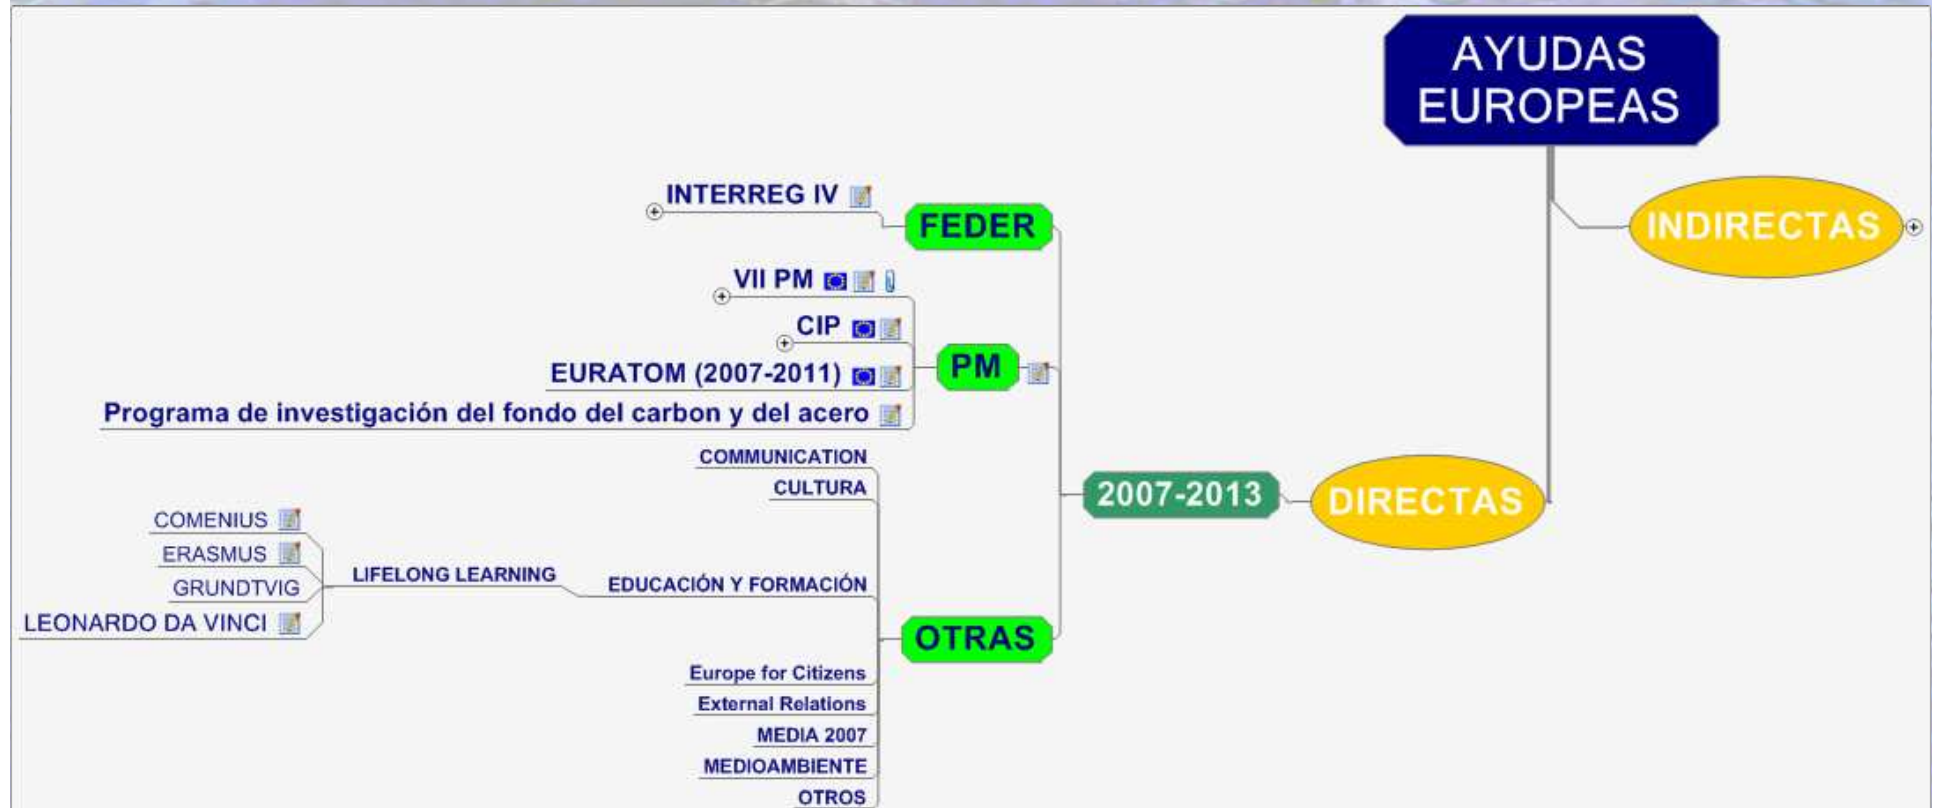 AYUDAS
EUROPEAS
INDIRECTAS
DIRECTAS
2007-2013
FEDER
INTERREG IV
PM
VII PM
CIP
EURATOM (2007-2011)
Programa de investigación del fondo del carbon y del acero
OTRAS
COMMUNICATION
CULTURA
EDUCACIÓN Y FORMACIÓN
LIFELONG LEARNING
COMENIUS
ERASMUS
GRUNDTVIG
LEONARDO DA VINCI
Europe for Citizens
External Relations
MEDIA 2007
MEDIOAMBIENTE
OTROS